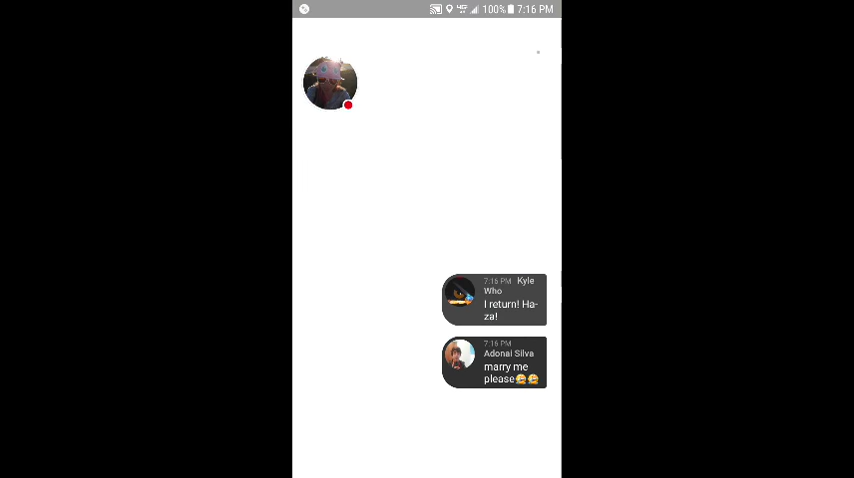 4G 100% 7:16 PM
7:16 PM Kyle
Who
I return! Ha-
za!
7:16 PM
Adonai Silva
marry me
please